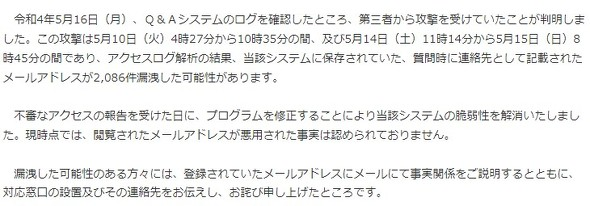 令和4年5月16日（月）、Ｑ＆Ａシステムのログを確認したところ、第三者から攻撃を受けていたことが判明しま
した。この攻撃は5月10日（火）4時27分から10時35分の間、及び5月14日（土）11時14分から5月15日（日）8
時45分の間であり、アクセスログ解析の結果、当該システムに保存されていた、質問時に連絡先として記載された
メールアドレスが2,086件漏洩した可能性があります。
　不審なアクセスの報告を受けた日に、プログラムを修正することにより当該システムの脆弱性を解消いたしまし
た。現時点では、閲覧されたメールアドレスが悪用された事実は認められておりません。
　漏洩した可能性のある方々には、登録されていたメールアドレスにメールにて事実関係をご説明するとともに、
対応窓口の設置及びその連絡先をお伝えし、お詫び申し上げたところです。